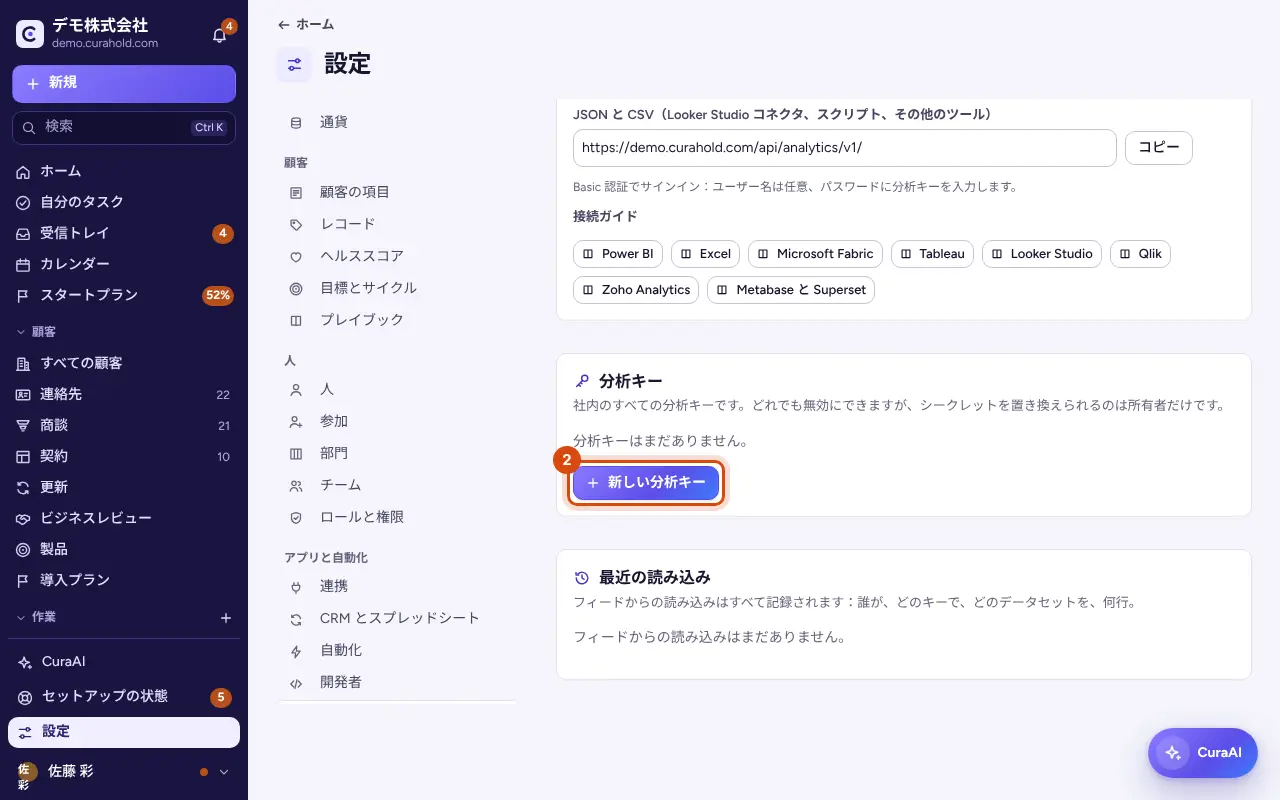 デモ株式会社
demo.curahold.com
4
新規
検索
Ctrl K
ホーム
自分のタスク
受信トレイ
4
カレンダー
スタートプラン
52%
顧客
すべての顧客
連絡先
22
商談
21
契約
10
更新
ビジネスレビュー
製品
導入プラン
作業
CuraAI
セットアップの状態
5
設定
佐彩
佐藤 彩
← ホーム
設定
通貨
顧客
顧客の項目
レコード
ヘルススコア
目標とサイクル
プレイブック
人
人
参加
部門
チーム
ロールと権限
アプリと自動化
連携
CRM とスプレッドシート
自動化
開発者
JSON と CSV（Looker Studio コネクタ、スクリプト、その他のツール）
https://demo.curahold.com/api/analytics/v1/
コピー
Basic 認証でサインイン：ユーザー名は任意、パスワードに分析キーを入力します。
接続ガイド
Power BI
Excel
Microsoft Fabric
Tableau
Looker Studio
Qlik
Zoho Analytics
Metabase と Superset
分析キー
社内のすべての分析キーです。どれでも無効にできますが、シークレットを置き換えられるのは所有者だけです。
分析キーはまだありません。
2
新しい分析キー
最近の読み込み
フィードからの読み込みはすべて記録されます：誰が、どのキーで、どのデータセットを、何行。
フィードからの読み込みはまだありません。
CuraAI